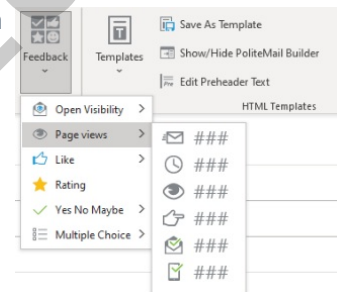 Feedback
Templates
Save As Template
Show/Hide PoliteMail Builder
Edit Preheader Text
HTML Templates
Open Visibility
Page views
Like
Rating
Yes No Maybe
Multiple Choice
###
###
###
###
###
###